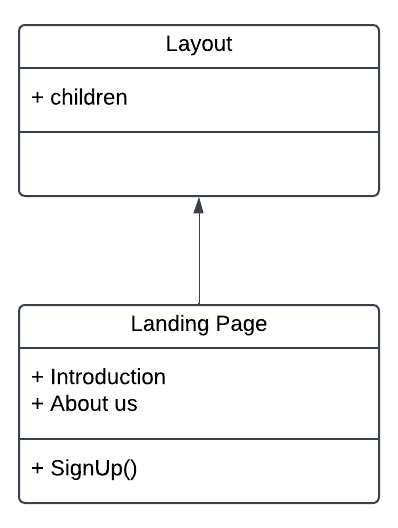 Layout
+ children
Landing Page
+ Introduction
+ About us
+ SignUp()